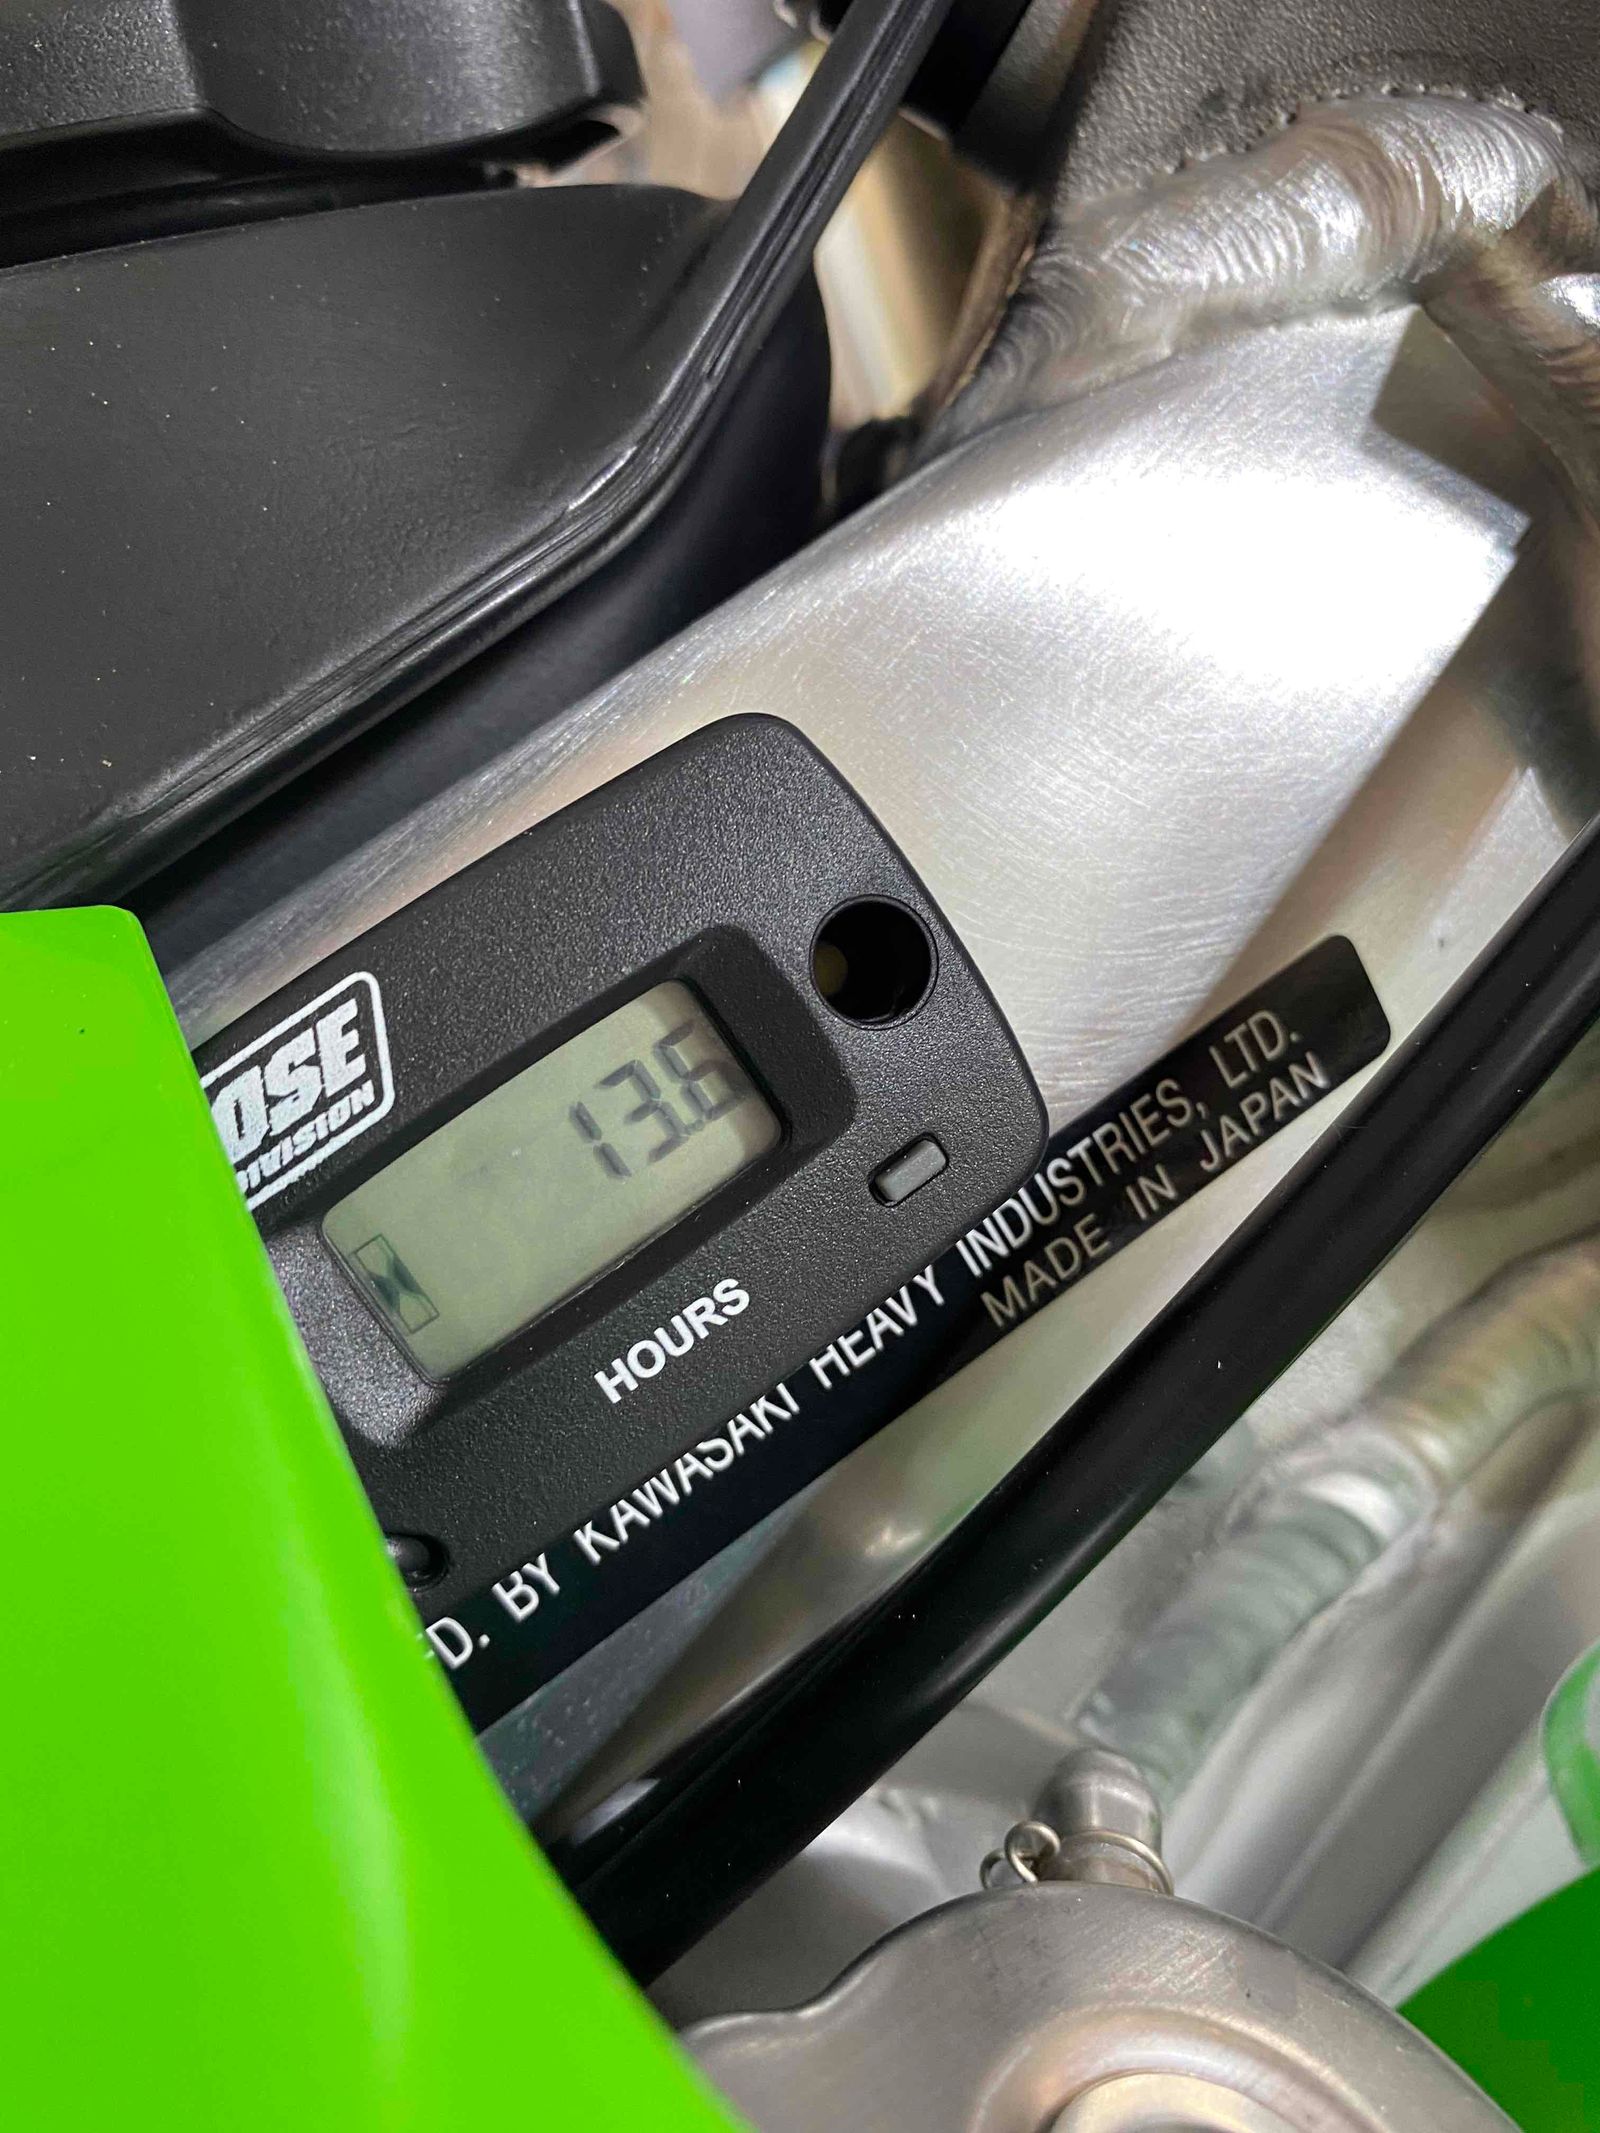 13.6
HOURS
BY KAWASAKI HEAVY INDUSTRIES, LTD.
MADE IN JAPAN